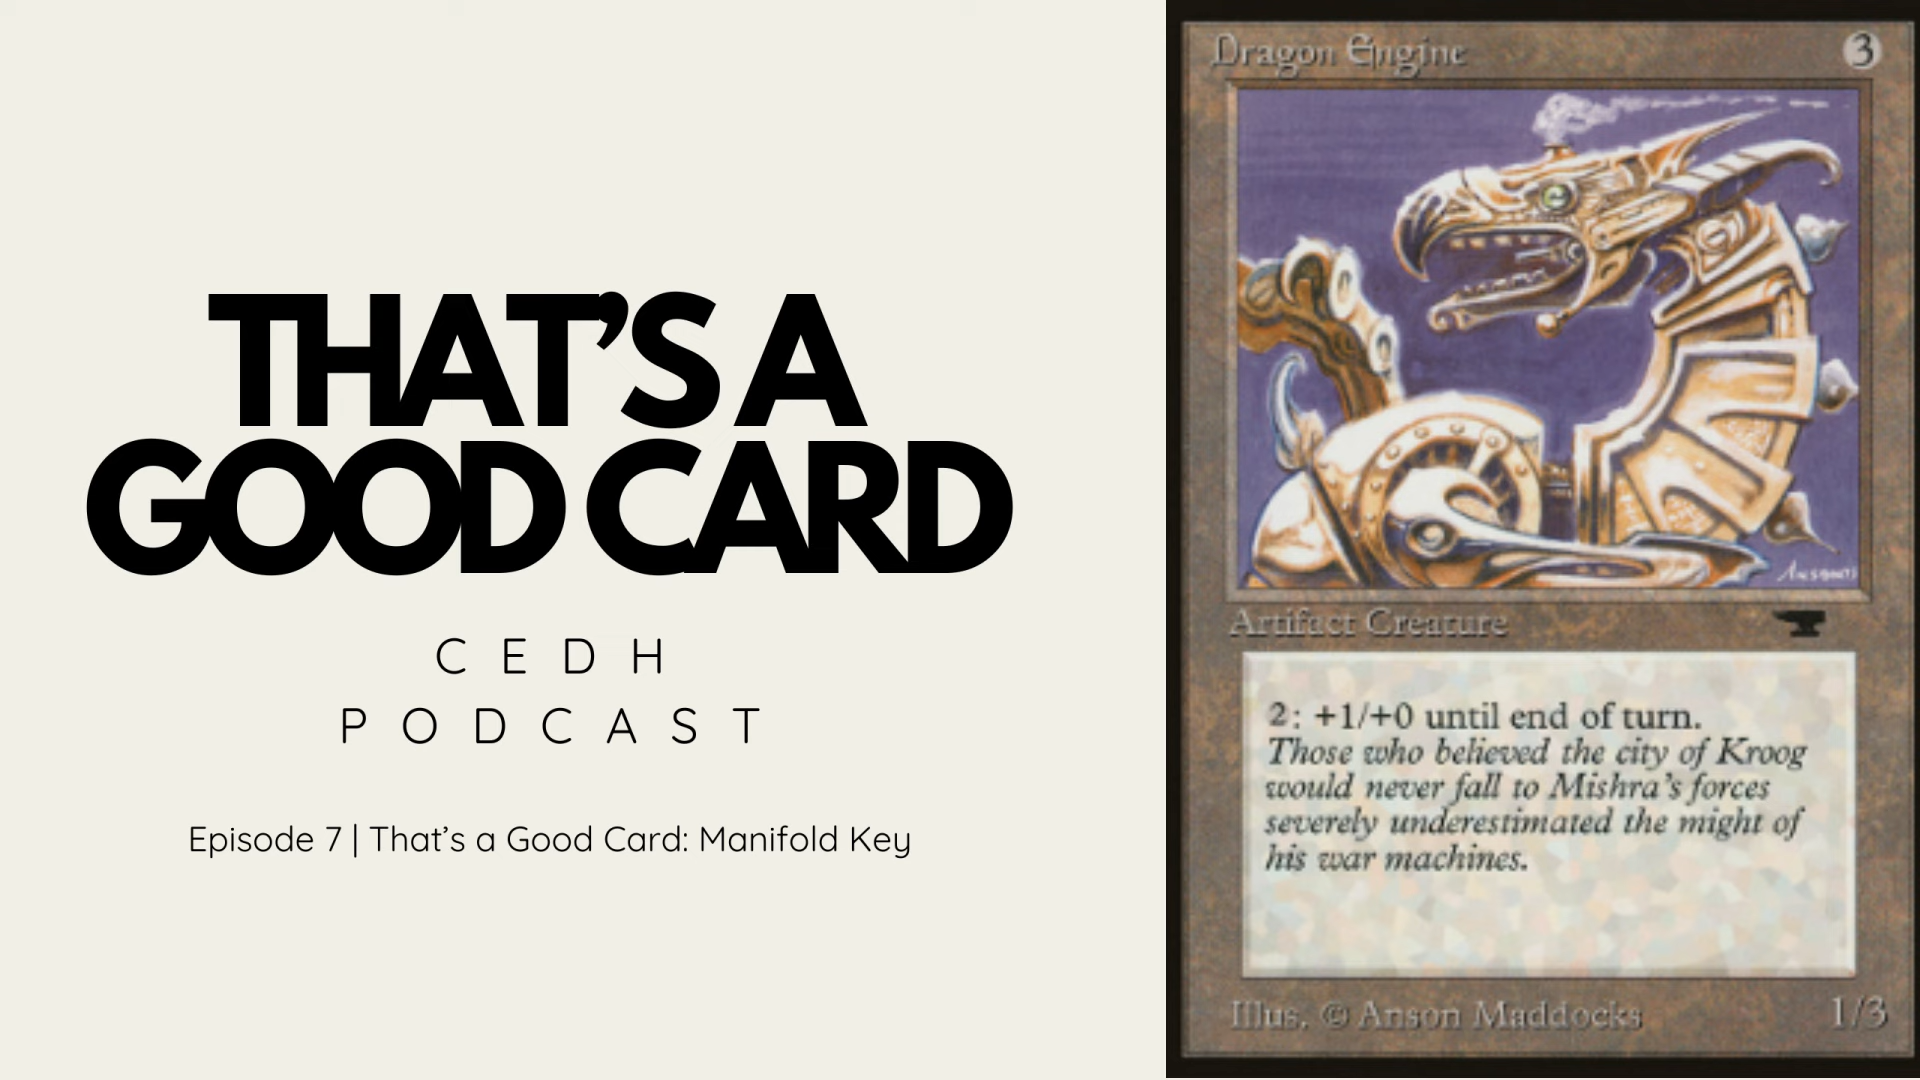 THAT’S A
GOOD CARD
CEDH
PODCAST
Episode 7 | That’s a Good Card: Manifold Key
Dragon Engine
3
Artifact Creature
2: +1/+0 until end of turn.
Those who believed the city of Kroog
would never fall to Mishra’s forces
severely underestimated the might of
his war machines.
Illus. © Anson Maddocks
1/3